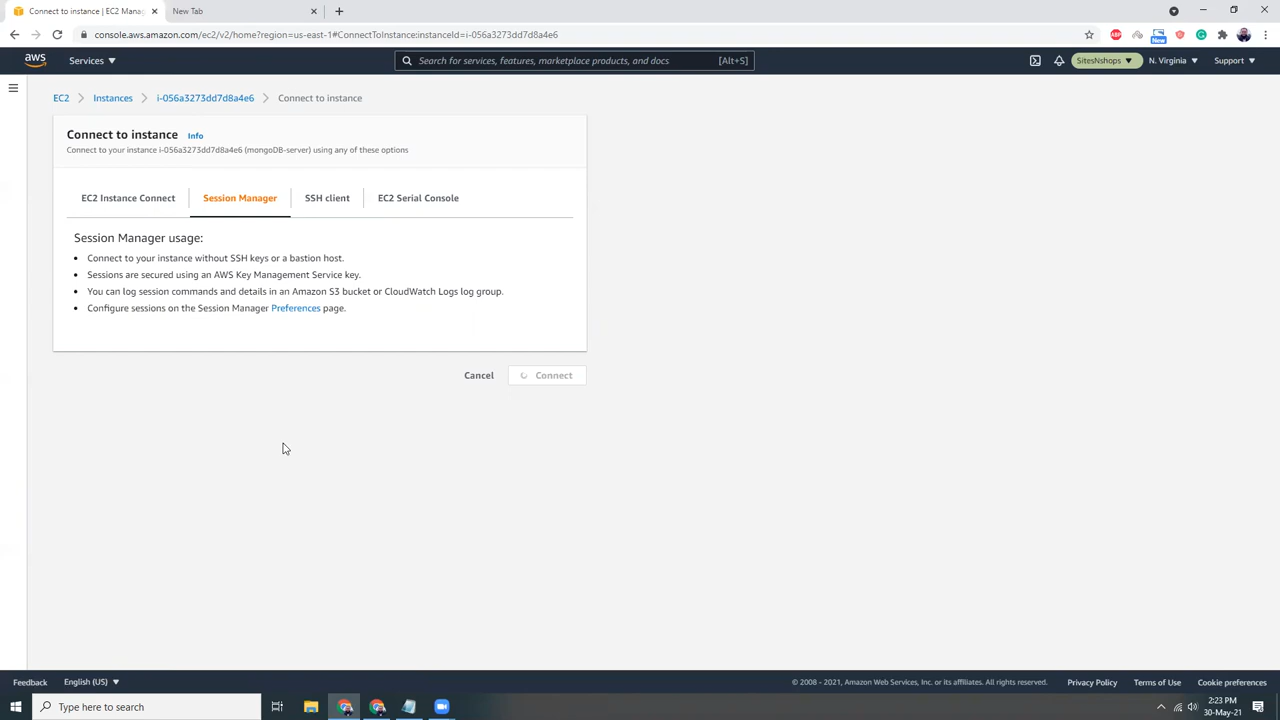 Connect to instance | EC2 Manag
New Tab
console.aws.amazon.com/ec2/v2/home?region=us-east-1#ConnectToInstance:instanceId=i-056a3273dd7d8a4e6
ABP
New
aws
Services
Search for services, features, marketplace products, and docs
[Alt+S]
SitesNshops
N. Virginia
Support
EC2
Instances
i-056a3273dd7d8a4e6
Connect to instance
Connect to instance Info
Connect to your instance i-056a3273dd7d8a4e6 (mongoDB-server) using any of these options
EC2 Instance Connect
Session Manager
SSH client
EC2 Serial Console
Session Manager usage:
Connect to your instance without SSH keys or a bastion host.
Sessions are secured using an AWS Key Management Service key.
You can log session commands and details in an Amazon S3 bucket or CloudWatch Logs log group.
Configure sessions on the Session Manager Preferences page.
Cancel
Connect
Feedback
English (US)
© 2008 - 2021, Amazon Web Services, Inc. or its affiliates. All rights reserved.
Privacy Policy
Terms of Use
Cookie preferences
Type here to search
2:23 PM
30-May-21